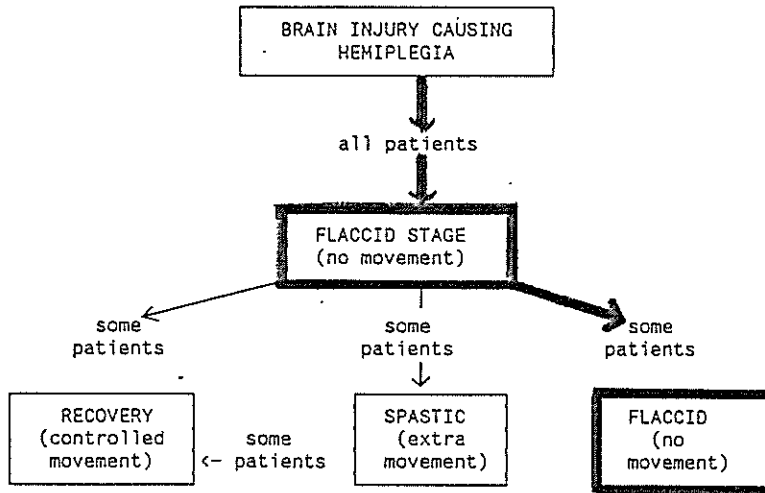 BRAIN INJURY CAUSING
HEMIPLEGIA
all patients
FLACCID STAGE
(no movement)
some
patients
some
patients
some
patients
RECOVERY
(controlled
movement)
some
<- patients
SPASTIC
(extra
movement)
FLACCID
(no
movement)